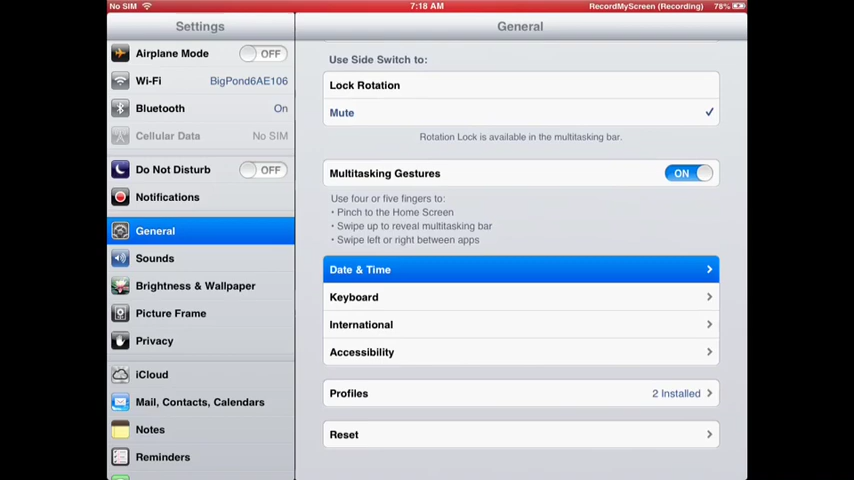 No SIM
7:18 AM
RecordMyScreen (Recording)
78%
Settings
General
Airplane Mode
OFF
Wi-Fi
BigPond6AE106
Bluetooth
On
Cellular Data
No SIM
Do Not Disturb
OFF
Notifications
General
Sounds
Brightness & Wallpaper
Picture Frame
Privacy
iCloud
Mail, Contacts, Calendars
Notes
Reminders
Use Side Switch to:
Lock Rotation
Mute
Rotation Lock is available in the multitasking bar.
Multitasking Gestures
ON
Use four or five fingers to:
• Pinch to the Home Screen
• Swipe up to reveal multitasking bar
• Swipe left or right between apps
Date & Time
Keyboard
International
Accessibility
Profiles
2 Installed
Reset